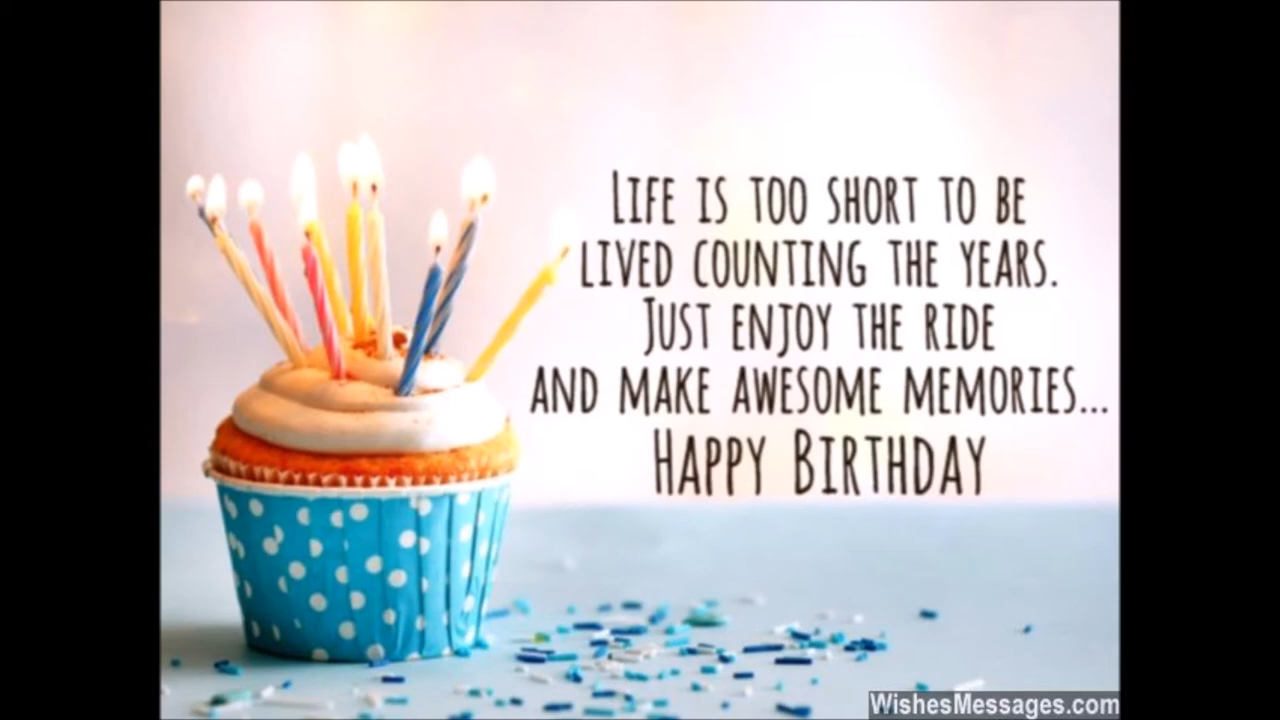 Life is too short to be
lived counting the years.
Just enjoy the ride
and make awesome memories...
Happy Birthday
WishesMessages.com